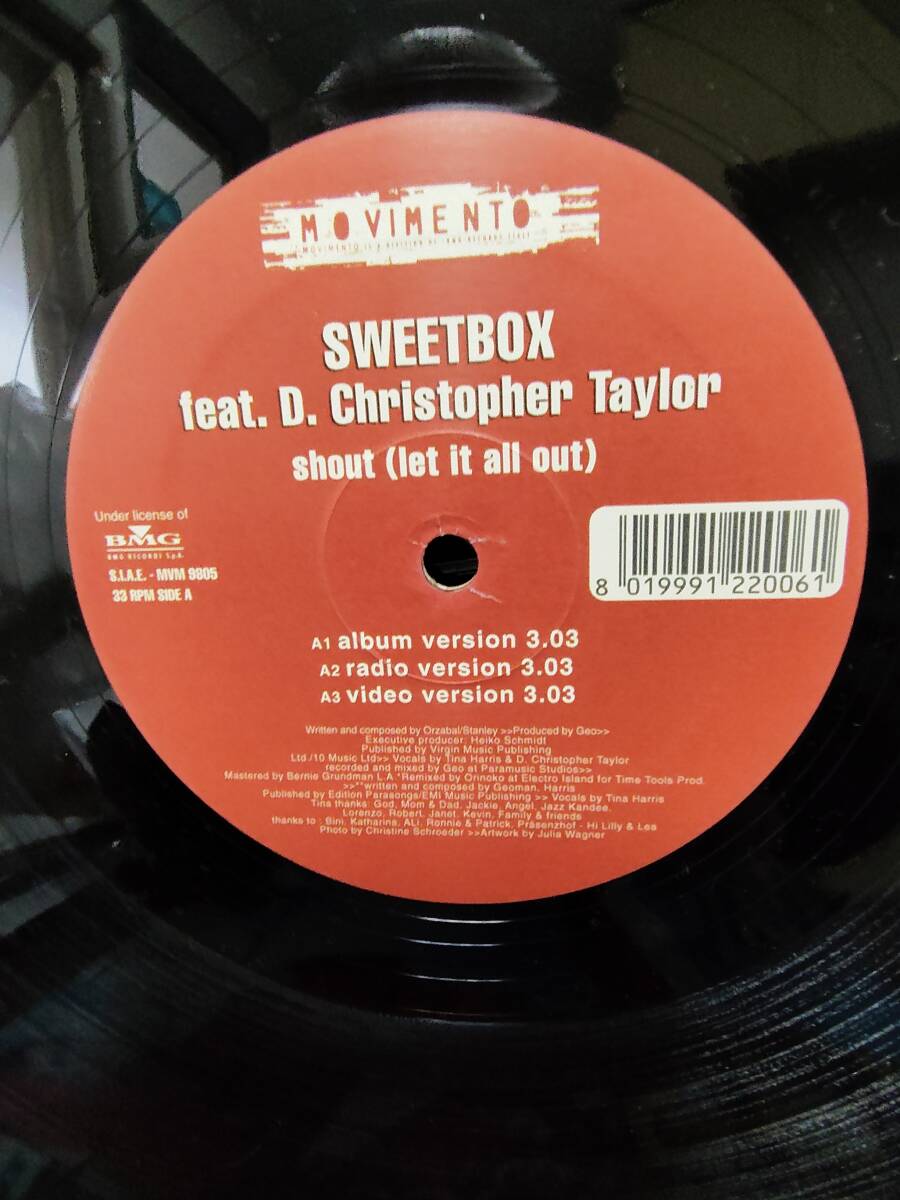 MOVIMENTO
MOVIMENTO IS A DIVISION OF
SWEETBOX
feat. D. Christopher Taylor
shout (let it all out)
Under license of
BMG
BMG RICORDI S.p.A.
S.I.A.E. - MVM 9805
33 RPM SIDE A
8 019991 220061
A1 album version 3.03
A2 radio version 3.03
A3 video version 3.03
Written and composed by Orzabal/Stanley >>Produced by Geo>>
Executive producer: Heiko Schmidt
Published by Virgin Music Publishing
Ltd./10 Music Ltd>> Vocals by Tina Harris & D. Christopher Taylor
recorded and mixed by Geo at Paramusic Studios>>
Mastered by Bernie Grundman L.A *Remixed by Orinoko at Electro Island for Time Tools Prod.
>>**written and composed by Geoman, Harris
Published by Edition Parasongs/EMI Music Publishing >> Vocals by Tina Harris
Tina thanks: God, Mom & Dad, Jackie, Angel, Jazz Kandee,
Lorenzo, Robert, Janet, Kevin, Family & friends
thanks to : Bini, Katharina, ALi, Ronnie & Patrick, Präsenzhof - Hi Lilly & Lea
Photo by Christine Schroeder >>Artwork by Julia Wagner